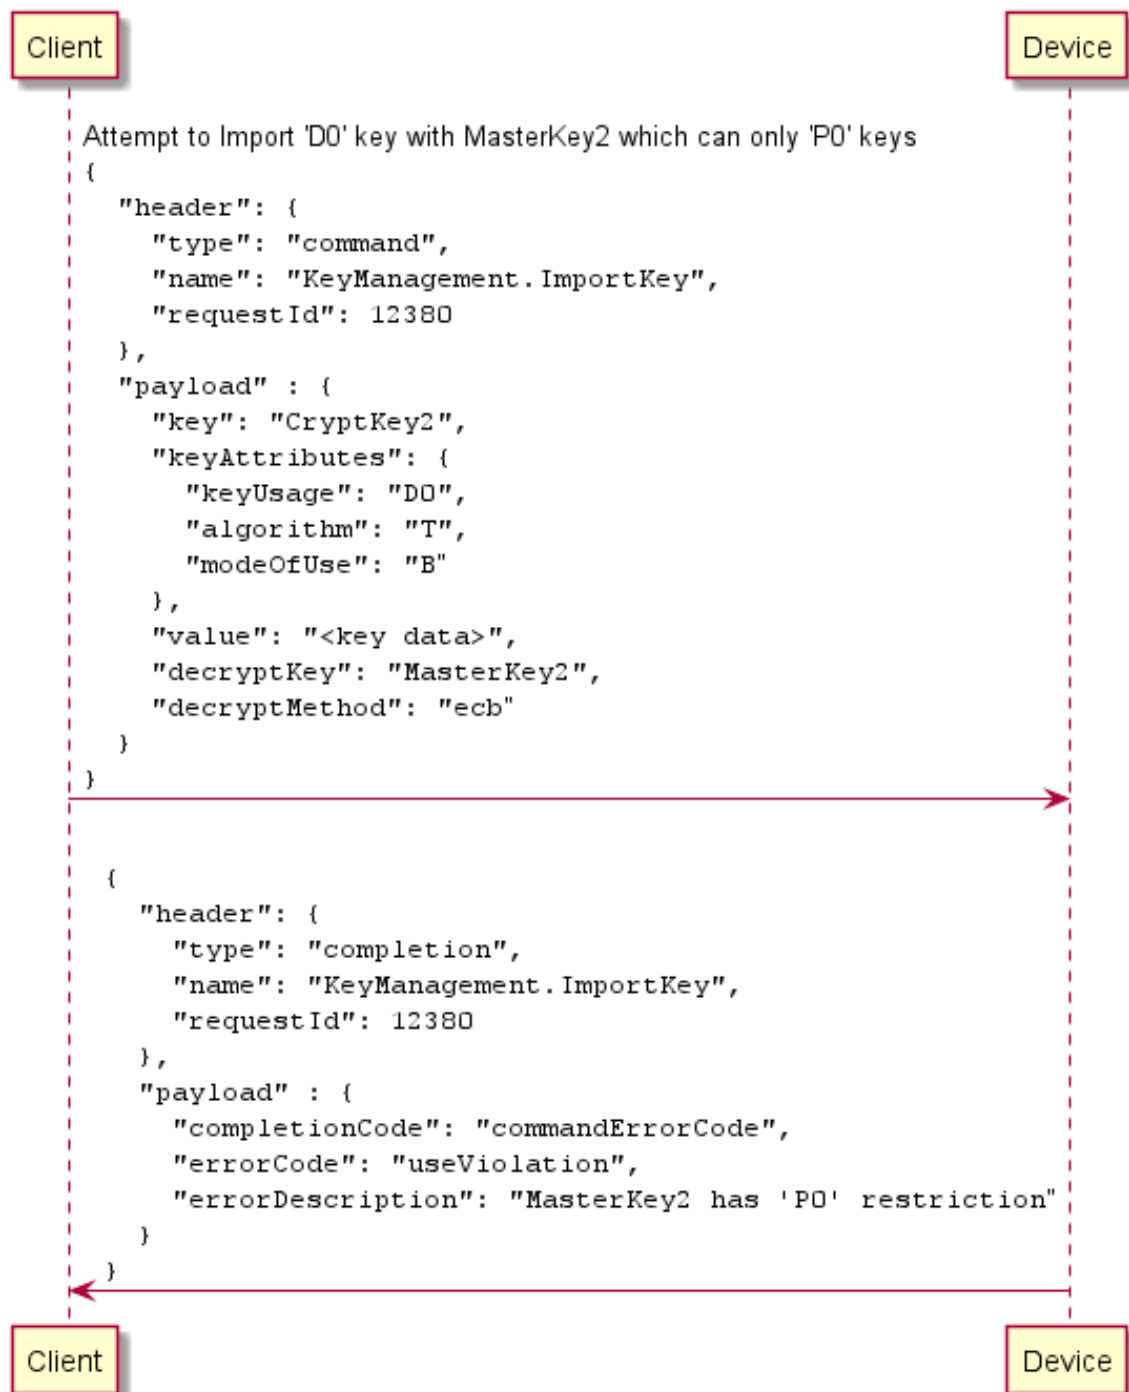 Client Device
Attempt to Import 'D0' key with MasterKey2 which can only 'P0' keys
{
  "header": {
    "type": "command",
    "name": "KeyManagement.ImportKey",
    "requestId": 12380
  },
  "payload" : {
    "key": "CryptKey2",
    "keyAttributes": {
      "keyUsage": "D0",
      "algorithm": "T",
      "modeOfUse": "B"
    },
    "value": "<key data>",
    "decryptKey": "MasterKey2",
    "decryptMethod": "ecb"
  }
}
{
  "header": {
    "type": "completion",
    "name": "KeyManagement.ImportKey",
    "requestId": 12380
  },
  "payload" : {
    "completionCode": "commandErrorCode",
    "errorCode": "useViolation",
    "errorDescription": "MasterKey2 has 'P0' restriction"
  }
}
Client Device